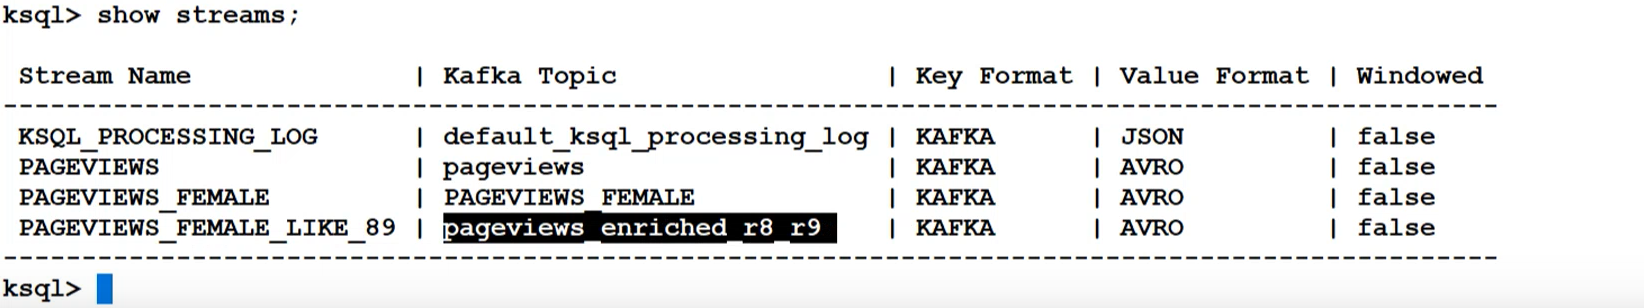 ksql> show streams;
Stream Name | Kafka Topic | Key Format | Value Format | Windowed
------------------------------------------------------------------------------------------------
KSQL_PROCESSING_LOG | default_ksql_processing_log | KAFKA | JSON | false
PAGEVIEWS | pageviews | KAFKA | AVRO | false
PAGEVIEWS_FEMALE | PAGEVIEWS_FEMALE | KAFKA | AVRO | false
PAGEVIEWS_FEMALE_LIKE_89 | pageviews_enriched_r8_r9 | KAFKA | AVRO | false
------------------------------------------------------------------------------------------------
ksql>